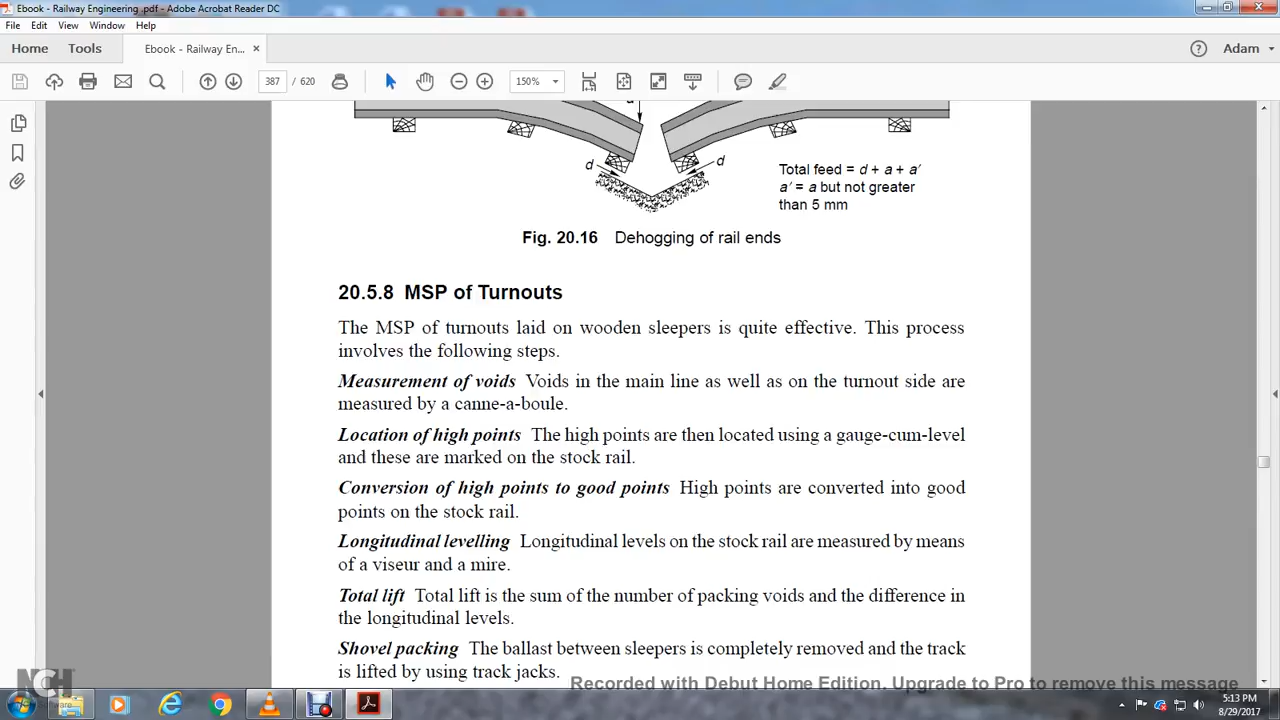 Ebook - Railway Engineering .pdf - Adobe Acrobat Reader DC
File Edit View Window Help
Home Tools Ebook - Railway En... × Adam
387 / 620 150%
a
d d
Total feed = d + a + a′
a′ = a but not greater
than 5 mm
Fig. 20.16 Dehogging of rail ends
20.5.8 MSP of Turnouts
The MSP of turnouts laid on wooden sleepers is quite effective. This process
involves the following steps.
Measurement of voids Voids in the main line as well as on the turnout side are
measured by a canne-a-boule.
Location of high points The high points are then located using a gauge-cum-level
and these are marked on the stock rail.
Conversion of high points to good points High points are converted into good
points on the stock rail.
Longitudinal levelling Longitudinal levels on the stock rail are measured by means
of a viseur and a mire.
Total lift Total lift is the sum of the number of packing voids and the difference in
the longitudinal levels.
Shovel packing The ballast between sleepers is completely removed and the track
is lifted by using track jacks.
Recorded with Debut Home Edition. Upgrade to Pro to remove this message
NCH
5:13 PM
8/29/2017